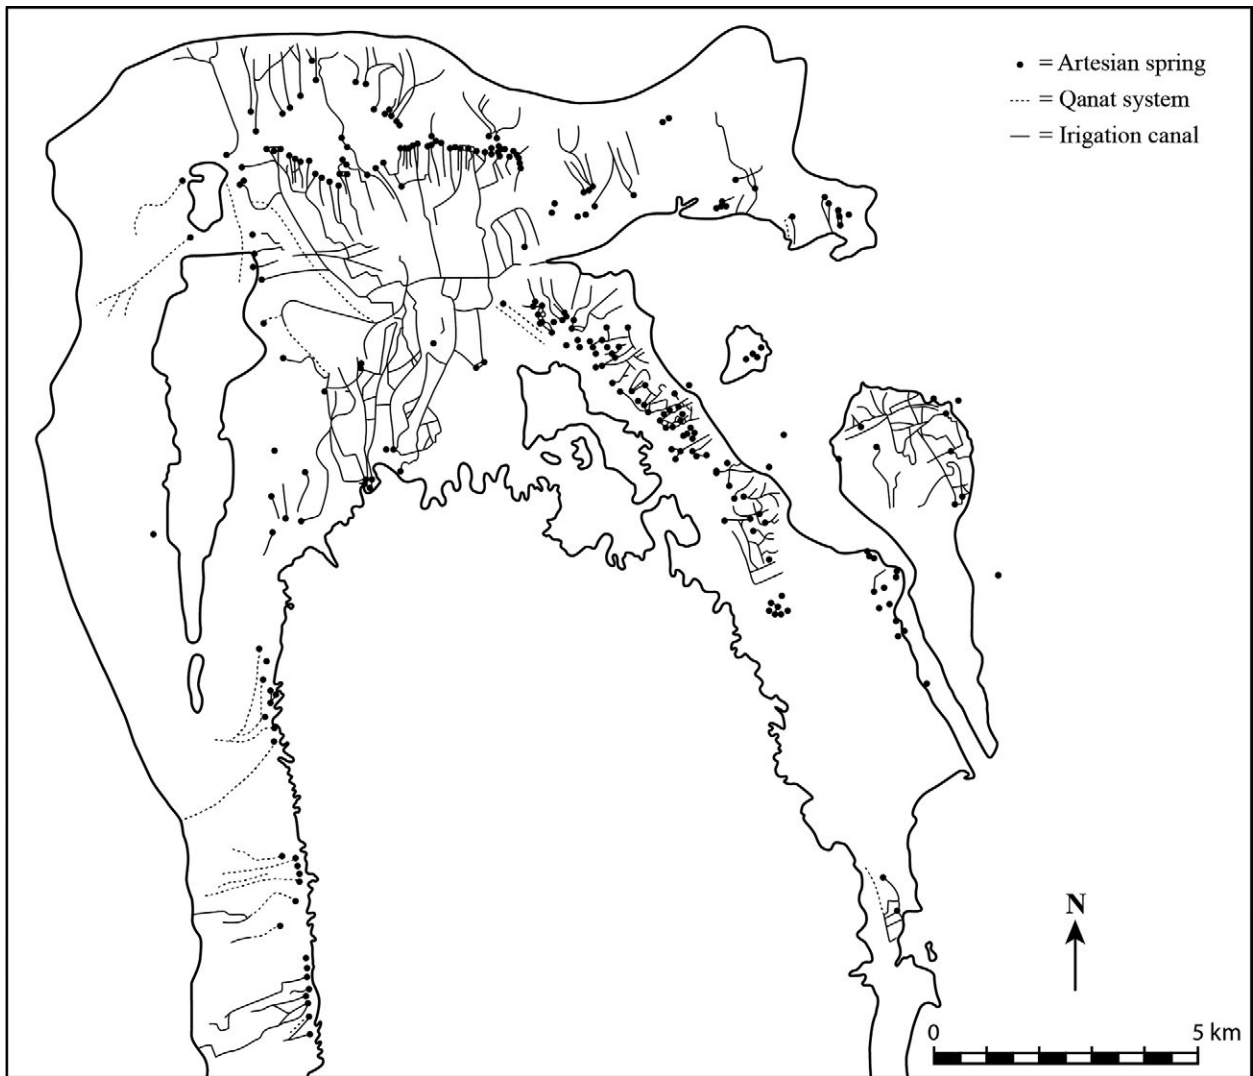 = Artesian spring
= Qanat system
= Irigation canal
N
0 5 km